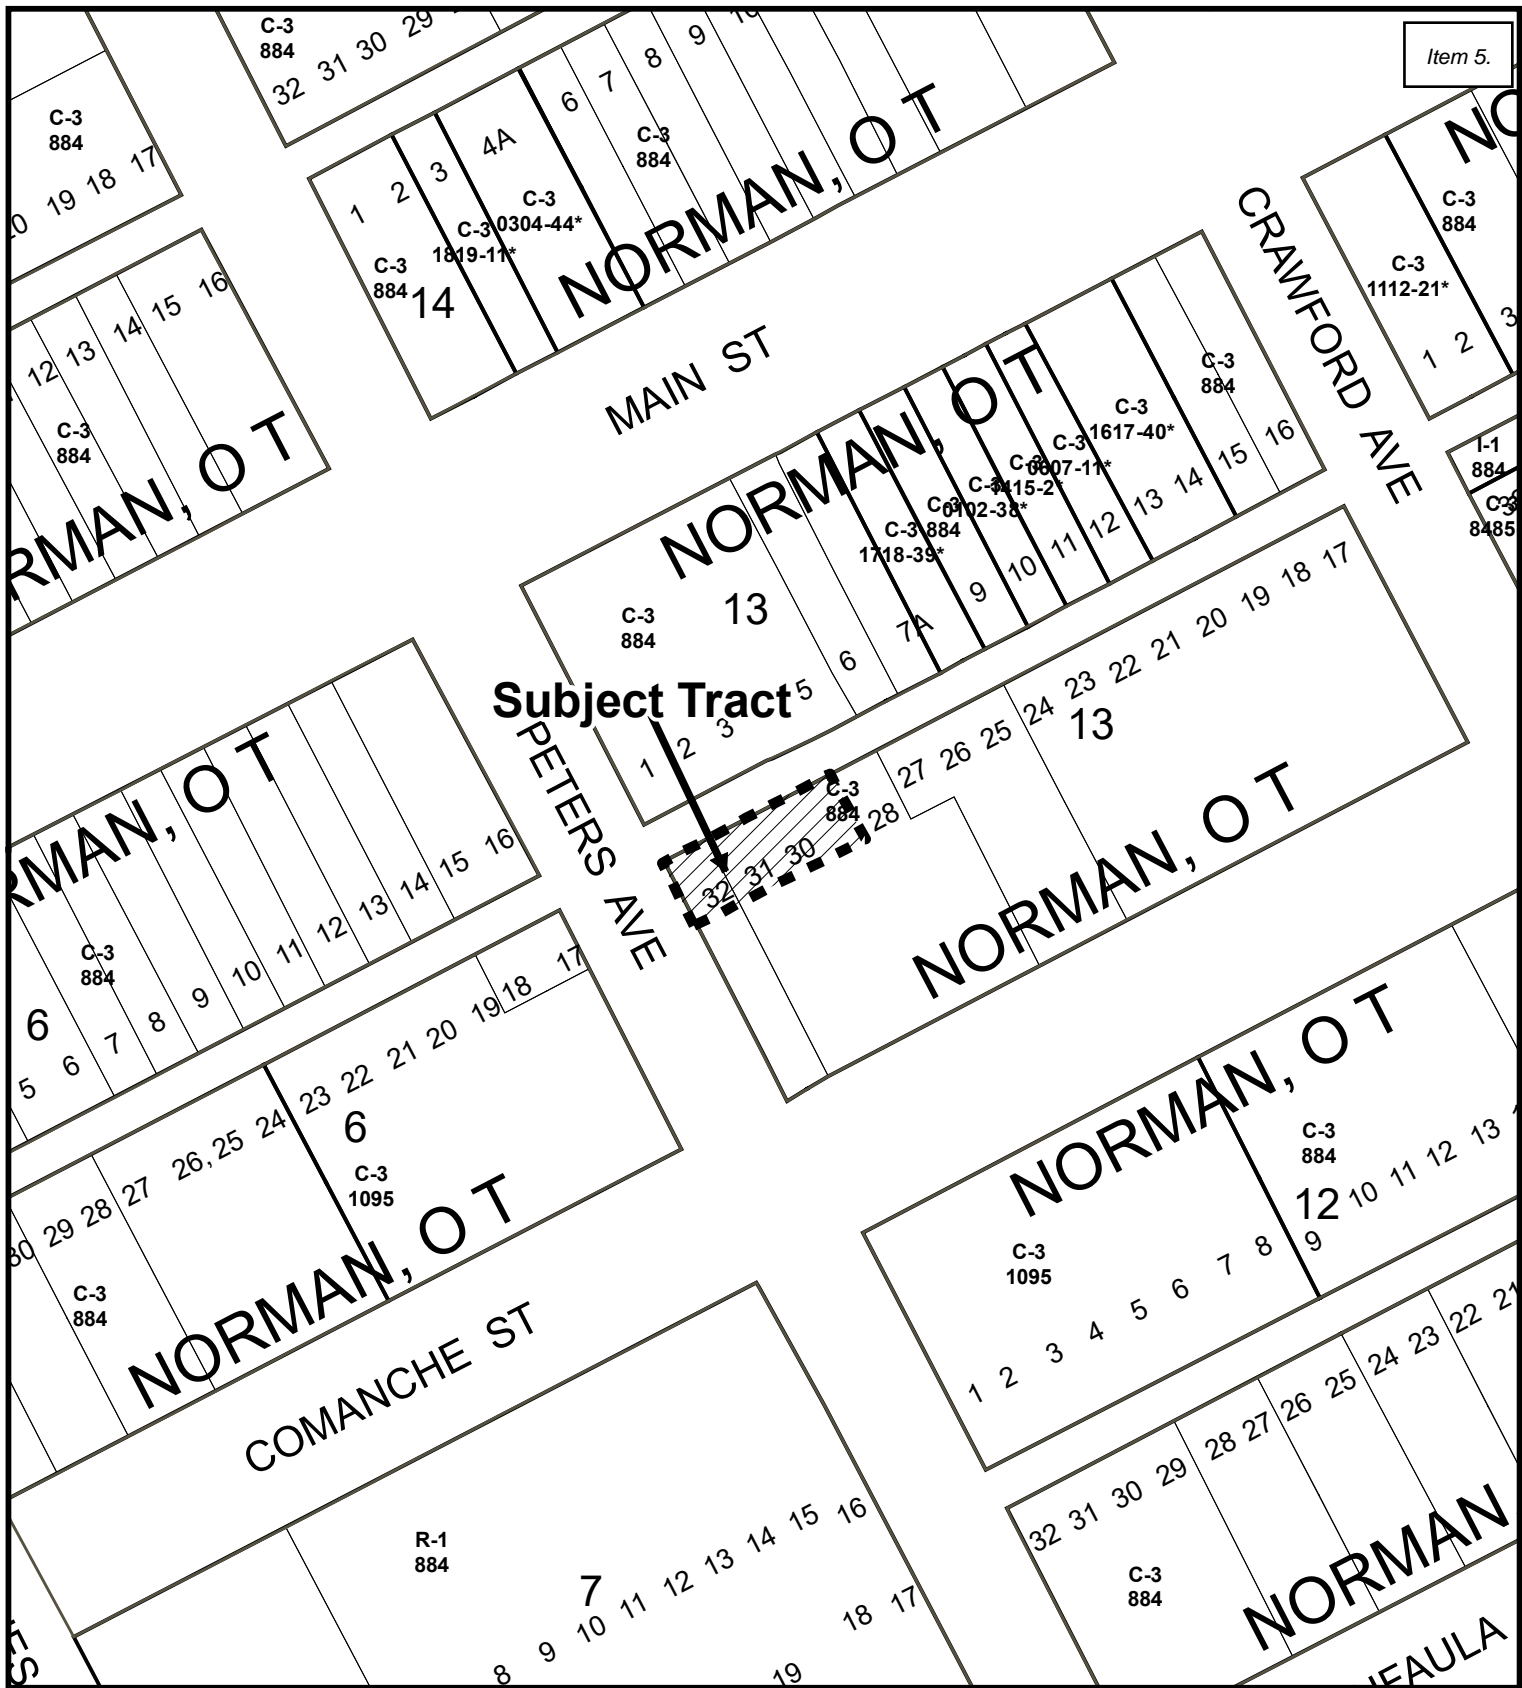 Item 5.
C-3
884
32 31 30 29
C-3
884
19 18 17
1 2 3 4A 6 7 8 9 10
C-3
884
C-3
1819-11*
C-3
0304-44*
C-3
884
14
NORMAN, O T
NO
C-3
884
C-3
1112-21*
1 2 3
CRAWFORD AVE
12 13 14 15 16
C-3
884
RMAN, O T
MAIN ST
NORMAN, O T
C-3
884
C-3
1617-40*
C-3
0607-11*
C-3
1415-2*
C-3
0102-38*
C-3
884
C-3
1718-39*
C-3
884
13
1 2 3 5 6 7A 9 10 11 12 13 14 15 16
I-1
884
C-3
8485
Subject Tract
PETERS AVE
32 31 30 28 27 26 25 24 23 22 21 20 19 18 17
C-3
884
13
NORMAN, O T
RMAN, O T
C-3
884
6
5 6 7 8 9 10 11 12 13 14 15 16
30 29 28 27 26, 25 24 23 22 21 20 19 18 17
6
C-3
1095
C-3
884
NORMAN, O T
NORMAN, O T
C-3
884
12
C-3
1095
1 2 3 4 5 6 7 8 9 10 11 12 13
COMANCHE ST
R-1
884
7
8 9 10 11 12 13 14 15 16
19 18 17
32 31 30 29 28 27 26 25 24 23 22 21
C-3
884
NORMAN
UFAULA
ES